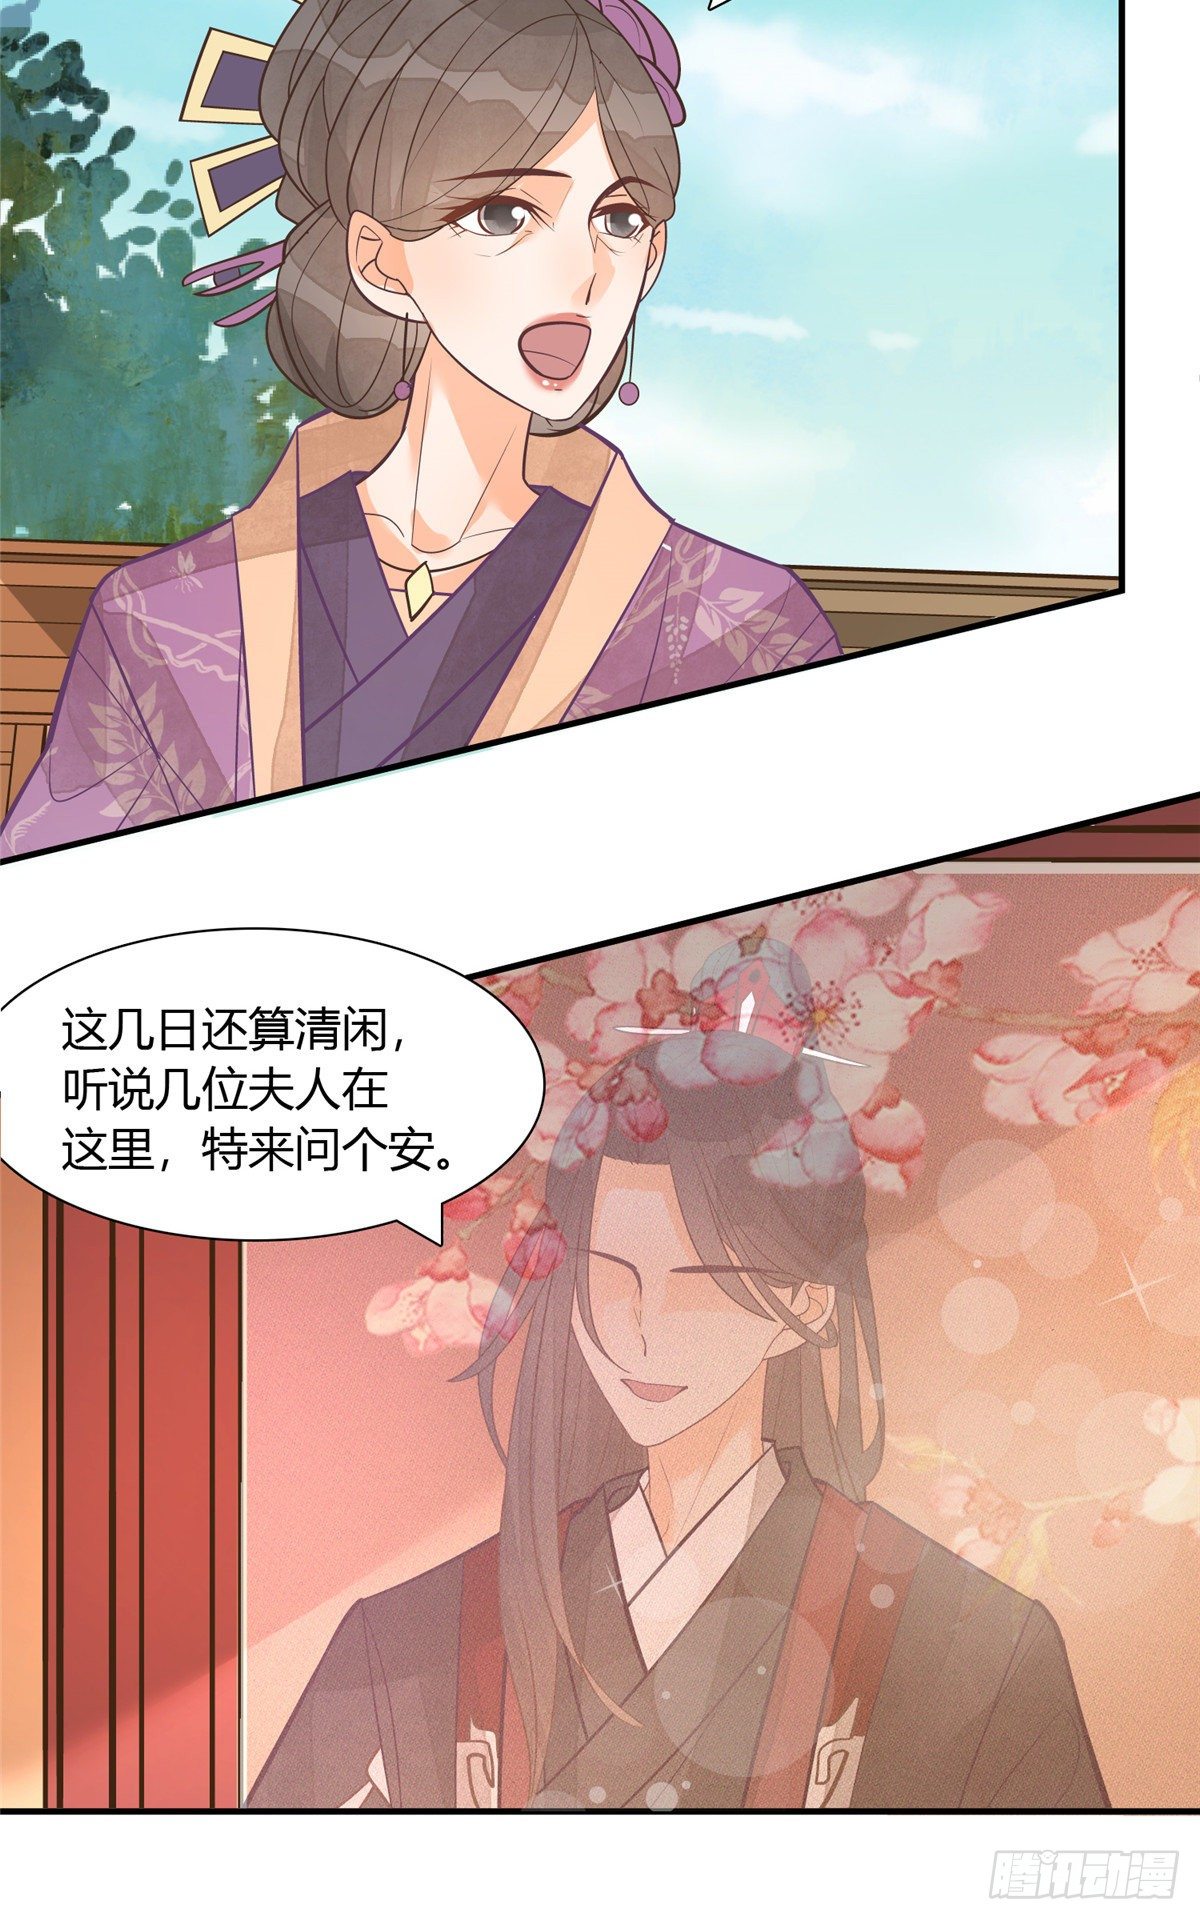 这几日还算清闲，
听说几位夫人在
这里，特来问个安。
腾讯动漫